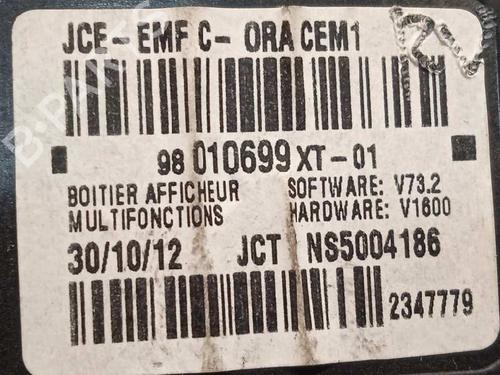 JCE-EMF C- ORA CEM1
98 010699 XT-01
BOITIER AFFICHEUR SOFTWARE: V73.2
MULTIFONCTIONS HARDWARE: V1600
30/10/12 JCT NS5004186
2347779
B-PARTS